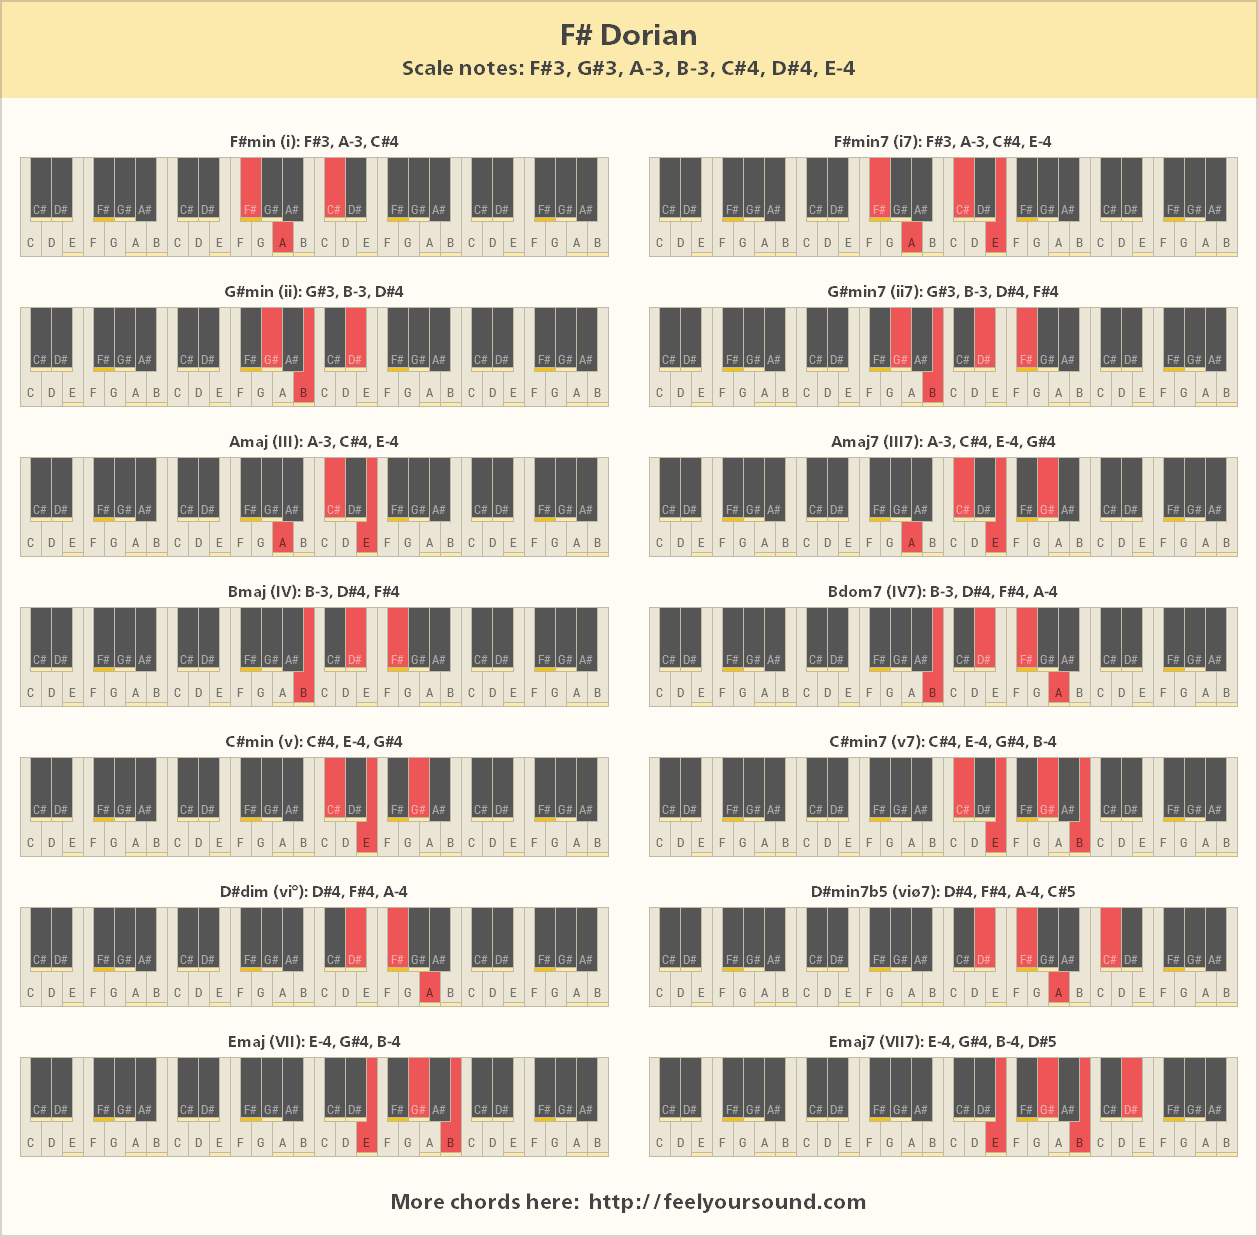 F# Dorian
Scale notes: F#3, G#3, A-3, B-3, C#4, D#4, E-4
F#min (i): F#3, A-3, C#4
C# D# F# G# A# C# D# F# G# A# C# D# F# G# A# C# D# F# G# A#
C D E F G A B C D E F G A B C D E F G A B C D E F G A B
F#min7 (i7): F#3, A-3, C#4, E-4
C# D# F# G# A# C# D# F# G# A# C# D# F# G# A# C# D# F# G# A#
C D E F G A B C D E F G A B C D E F G A B C D E F G A B
G#min (ii): G#3, B-3, D#4
C# D# F# G# A# C# D# F# G# A# C# D# F# G# A# C# D# F# G# A#
C D E F G A B C D E F G A B C D E F G A B C D E F G A B
G#min7 (ii7): G#3, B-3, D#4, F#4
C# D# F# G# A# C# D# F# G# A# C# D# F# G# A# C# D# F# G# A#
C D E F G A B C D E F G A B C D E F G A B C D E F G A B
Amaj (III): A-3, C#4, E-4
C# D# F# G# A# C# D# F# G# A# C# D# F# G# A# C# D# F# G# A#
C D E F G A B C D E F G A B C D E F G A B C D E F G A B
Amaj7 (III7): A-3, C#4, E-4, G#4
C# D# F# G# A# C# D# F# G# A# C# D# F# G# A# C# D# F# G# A#
C D E F G A B C D E F G A B C D E F G A B C D E F G A B
Bmaj (IV): B-3, D#4, F#4
C# D# F# G# A# C# D# F# G# A# C# D# F# G# A# C# D# F# G# A#
C D E F G A B C D E F G A B C D E F G A B C D E F G A B
Bdom7 (IV7): B-3, D#4, F#4, A-4
C# D# F# G# A# C# D# F# G# A# C# D# F# G# A# C# D# F# G# A#
C D E F G A B C D E F G A B C D E F G A B C D E F G A B
C#min (v): C#4, E-4, G#4
C# D# F# G# A# C# D# F# G# A# C# D# F# G# A# C# D# F# G# A#
C D E F G A B C D E F G A B C D E F G A B C D E F G A B
C#min7 (v7): C#4, E-4, G#4, B-4
C# D# F# G# A# C# D# F# G# A# C# D# F# G# A# C# D# F# G# A#
C D E F G A B C D E F G A B C D E F G A B C D E F G A B
D#dim (vi°): D#4, F#4, A-4
C# D# F# G# A# C# D# F# G# A# C# D# F# G# A# C# D# F# G# A#
C D E F G A B C D E F G A B C D E F G A B C D E F G A B
D#min7b5 (viø7): D#4, F#4, A-4, C#5
C# D# F# G# A# C# D# F# G# A# C# D# F# G# A# C# D# F# G# A#
C D E F G A B C D E F G A B C D E F G A B C D E F G A B
Emaj (VII): E-4, G#4, B-4
C# D# F# G# A# C# D# F# G# A# C# D# F# G# A# C# D# F# G# A#
C D E F G A B C D E F G A B C D E F G A B C D E F G A B
Emaj7 (VII7): E-4, G#4, B-4, D#5
C# D# F# G# A# C# D# F# G# A# C# D# F# G# A# C# D# F# G# A#
C D E F G A B C D E F G A B C D E F G A B C D E F G A B
More chords here: http://feelyoursound.com